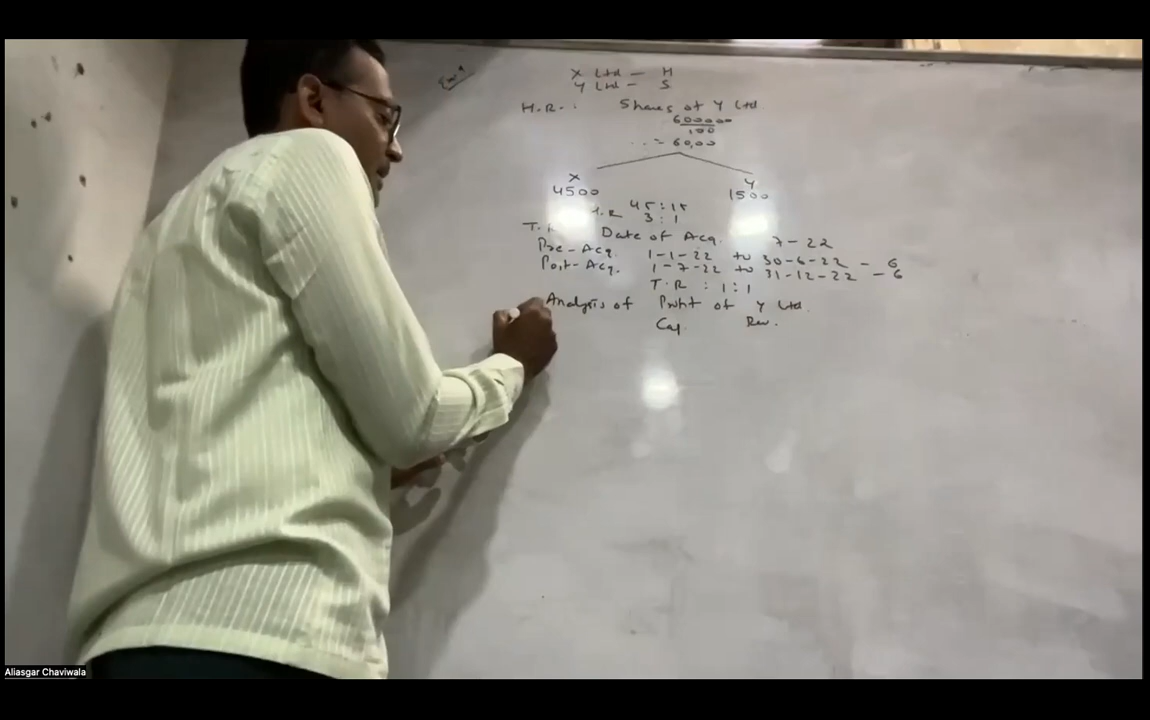 X Ltd — H
Y Ltd — S
H.R. : Shares of Y Ltd
600000
100
= 60,00
X Y
4500 1500
H.R 45:15
3:1
T.R Date of Acq. 7-22
Pre-Acq. 1-1-22 to 30-6-22 — 6
Post-Acq. 1-7-22 to 31-12-22 — 6
T.R : 1:1
Analysis of Profit of Y Ltd.
Cap. Rev.
Aliasgar Chaviwala